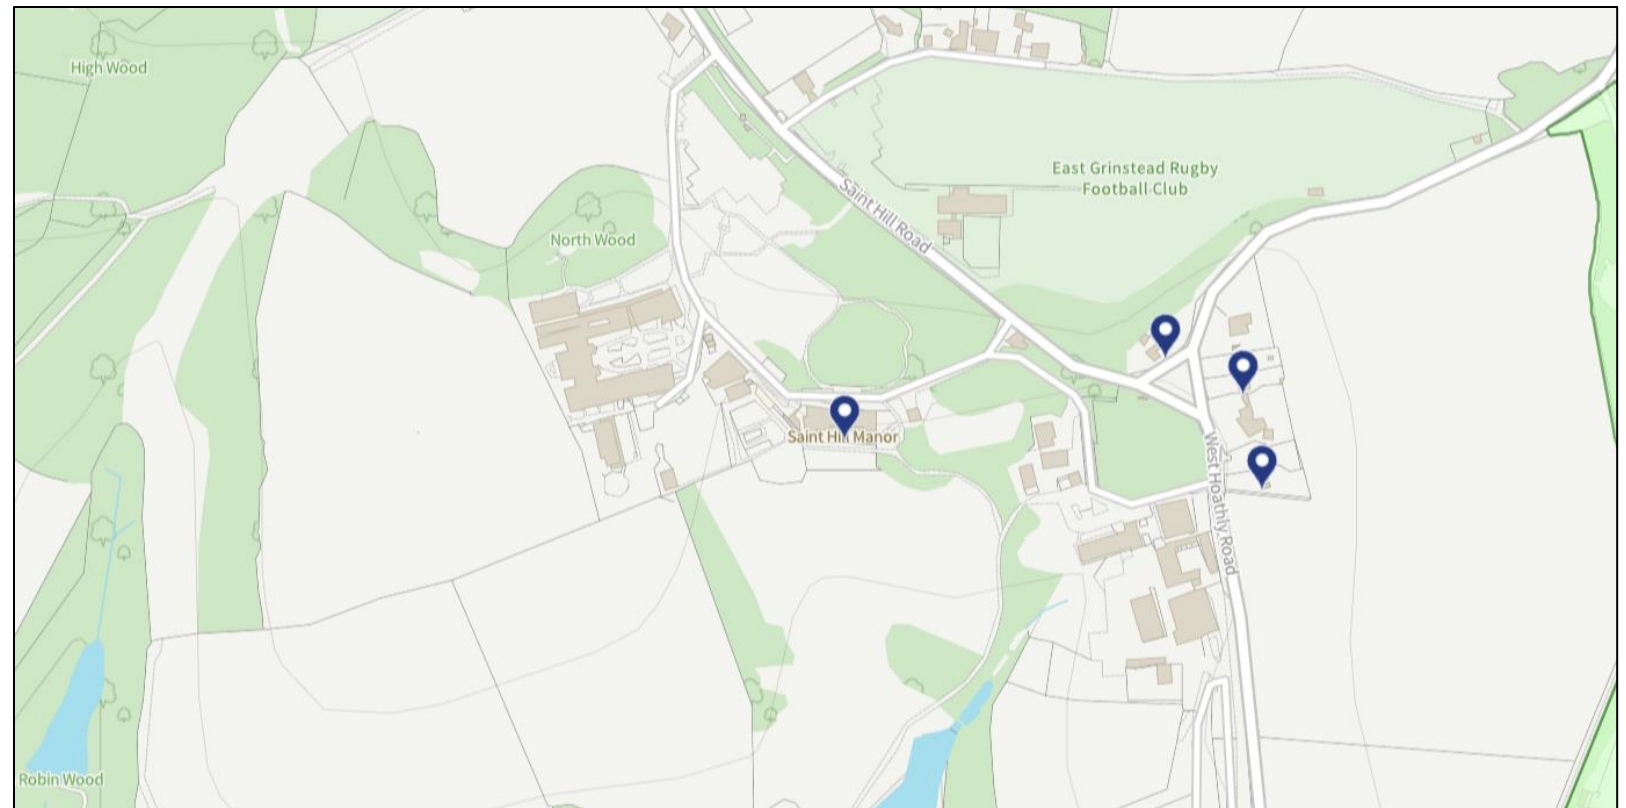 High Wood
East Grinstead Rugby
Football Club
Saint Hill Road
North Wood
Saint Hill Manor
West Hoathly Road
Robin Wood